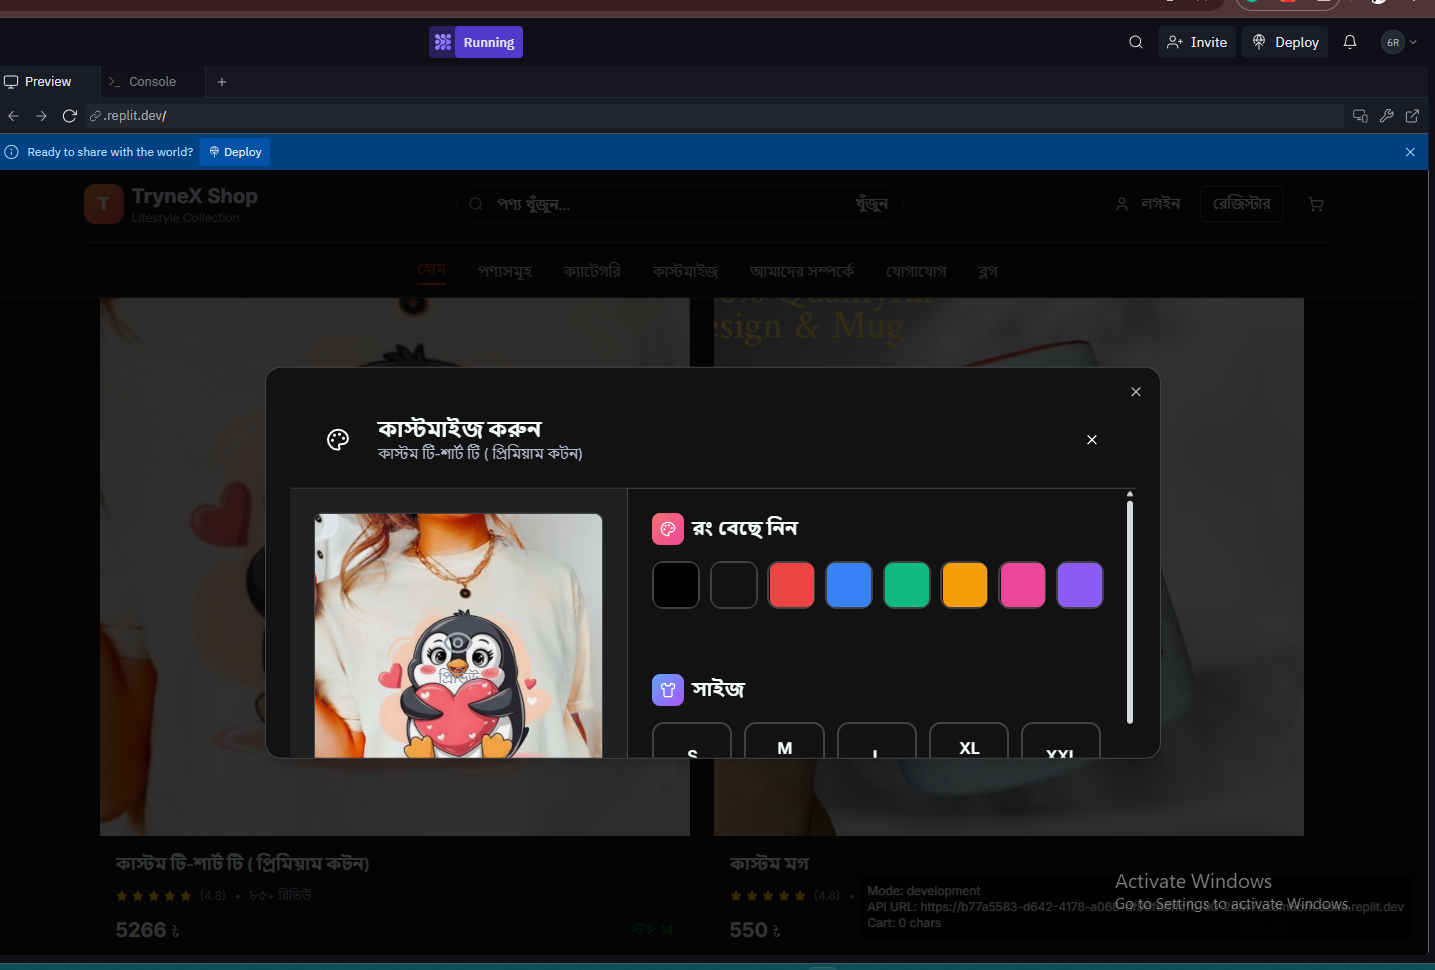 Running
Invite
Deploy
6R
Preview
>_ Console
+
.replit.dev/
Ready to share with the world?
Deploy
T
TryneX Shop
Lifestyle Collection
পণ্য খুঁজুন...
খুঁজুন
লগইন
রেজিস্টার
হোম
পণ্যসমূহ
ক্যাটেগরি
কাস্টমাইজ
আমাদের সম্পর্কে
যোগাযোগ
ব্লগ
esign & Mug
কাস্টমাইজ করুন
কাস্টম টি-শার্ট টি ( প্রিমিয়াম কটন)
রং বেছে নিন
প্রিভিউ
সাইজ
S
M
L
XL
XXL
কাস্টম টি-শার্ট টি ( প্রিমিয়াম কটন)
(4.8) • ৮৫+ রিভিউ
5266 ৳
স্টক: 14
কাস্টম মগ
(4.8) •
550 ৳
Mode: development
API URL: https://b77a5583-d642-4178-a068-
.replit.dev
Cart: 0 chars
Activate Windows
Go to Settings to activate Windows.